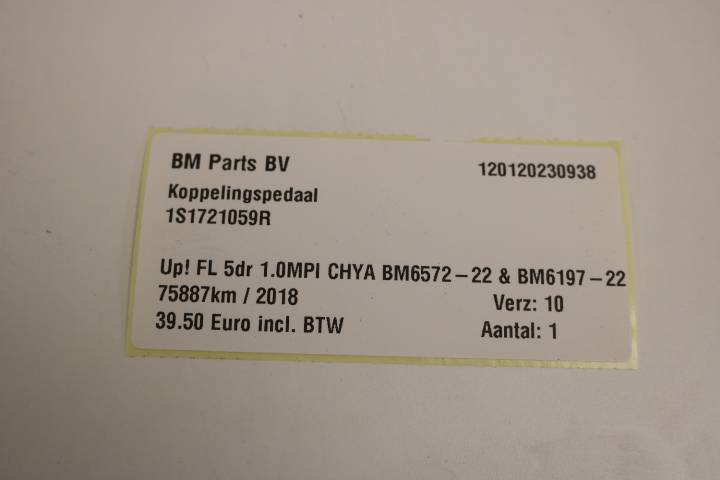 BM Parts BV 120120230938
Koppelingspedaal
1S1721059R
Up! FL 5dr 1.0MPI CHYA BM6572-22 & BM6197-22
75887km / 2018 Verz: 10
39.50 Euro incl. BTW Aantal: 1